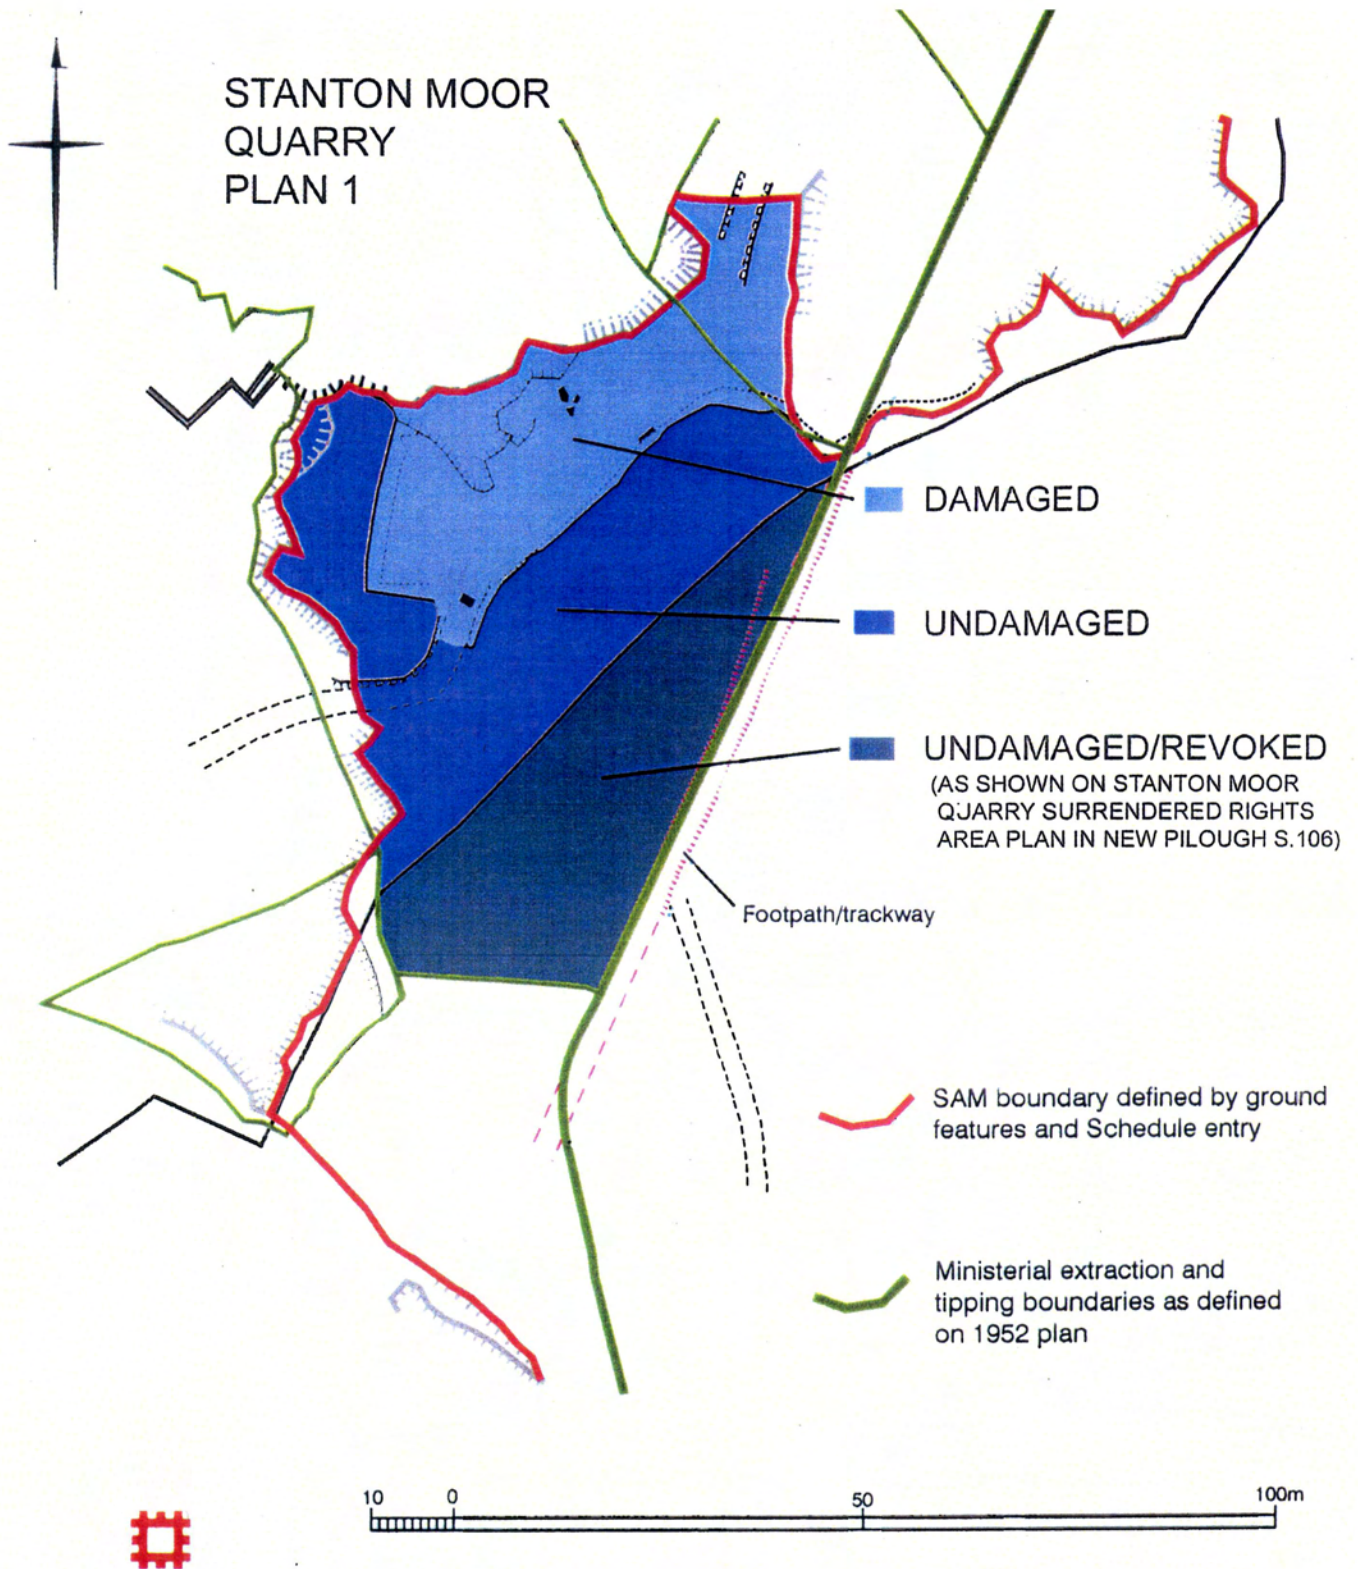 STANTON MOOR
QUARRY
PLAN 1
DAMAGED
UNDAMAGED
UNDAMAGED/REVOKED
(AS SHOWN ON STANTON MOOR
QUARRY SURRENDERED RIGHTS
AREA PLAN IN NEW PILOUGH S.106)
Footpath/trackway
SAM boundary defined by ground
features and Schedule entry
Ministerial extraction and
tipping boundaries as defined
on 1952 plan
10 0 50 100m